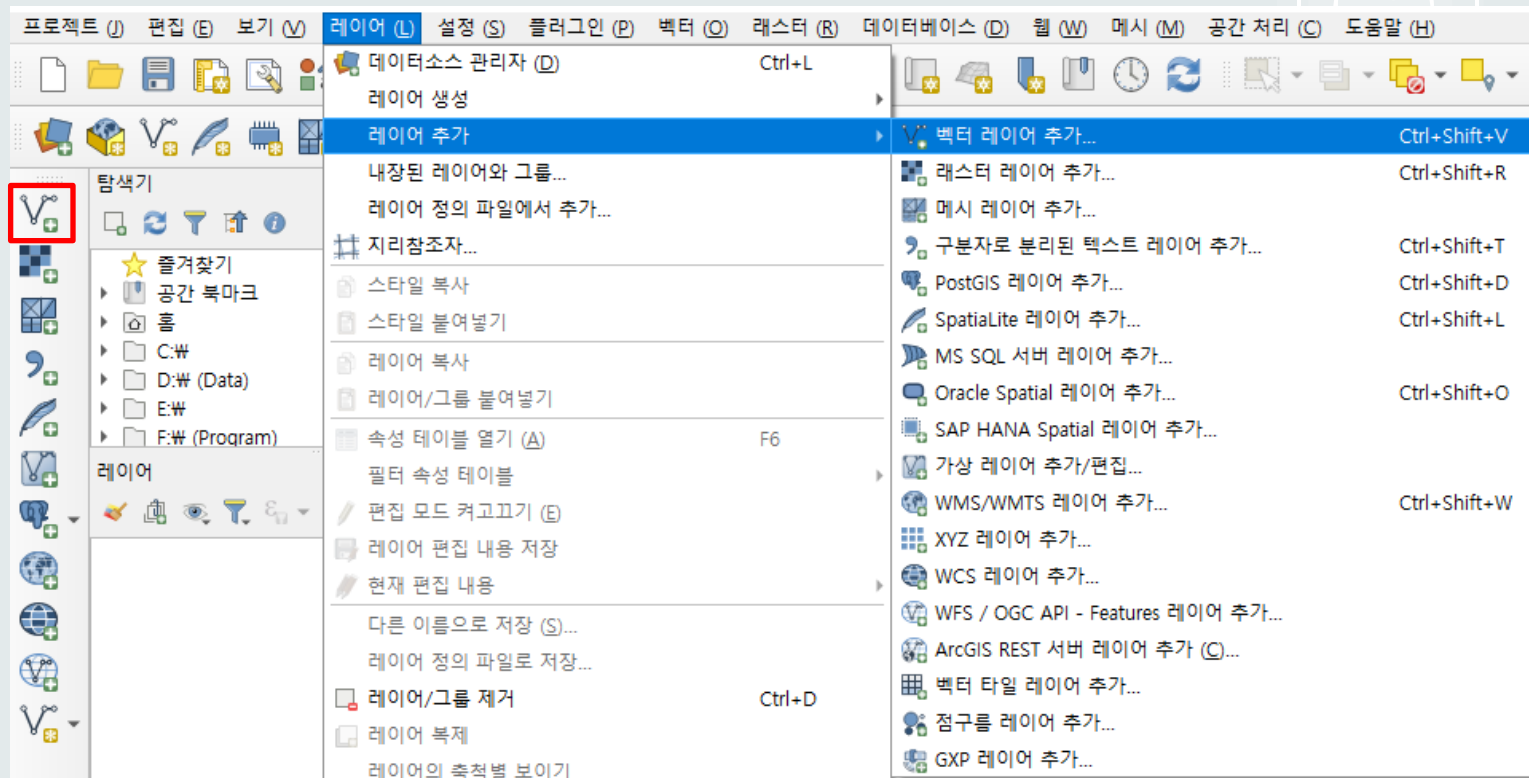 프로젝트 (J) 편집 (E) 보기 (V) 레이어 (L) 설정 (S) 플러그인 (P) 벡터 (O) 래스터 (R) 데이터베이스 (D) 웹 (W) 메시 (M) 공간 처리 (C) 도움말 (H)
데이터소스 관리자 (D) Ctrl+L
레이어 생성
레이어 추가
내장된 레이어와 그룹...
레이어 정의 파일에서 추가...
지리참조자...
스타일 복사
스타일 붙여넣기
레이어 복사
레이어/그룹 붙여넣기
속성 테이블 열기 (A) F6
필터 속성 테이블
편집 모드 켜고끄기 (E)
레이어 편집 내용 저장
현재 편집 내용
다른 이름으로 저장 (S)...
레이어 정의 파일로 저장...
레이어/그룹 제거 Ctrl+D
레이어 복제
레이어의 축척별 보이기
벡터 레이어 추가... Ctrl+Shift+V
래스터 레이어 추가... Ctrl+Shift+R
메시 레이어 추가...
구분자로 분리된 텍스트 레이어 추가... Ctrl+Shift+T
PostGIS 레이어 추가... Ctrl+Shift+D
SpatiaLite 레이어 추가... Ctrl+Shift+L
MS SQL 서버 레이어 추가...
Oracle Spatial 레이어 추가... Ctrl+Shift+O
SAP HANA Spatial 레이어 추가...
가상 레이어 추가/편집...
WMS/WMTS 레이어 추가... Ctrl+Shift+W
XYZ 레이어 추가...
WCS 레이어 추가...
WFS / OGC API - Features 레이어 추가...
ArcGIS REST 서버 레이어 추가 (C)...
벡터 타일 레이어 추가...
점구름 레이어 추가...
GXP 레이어 추가...
탐색기
즐겨찾기
공간 북마크
홈
C:₩
D:₩ (Data)
E:₩
F:₩ (Program)
레이어